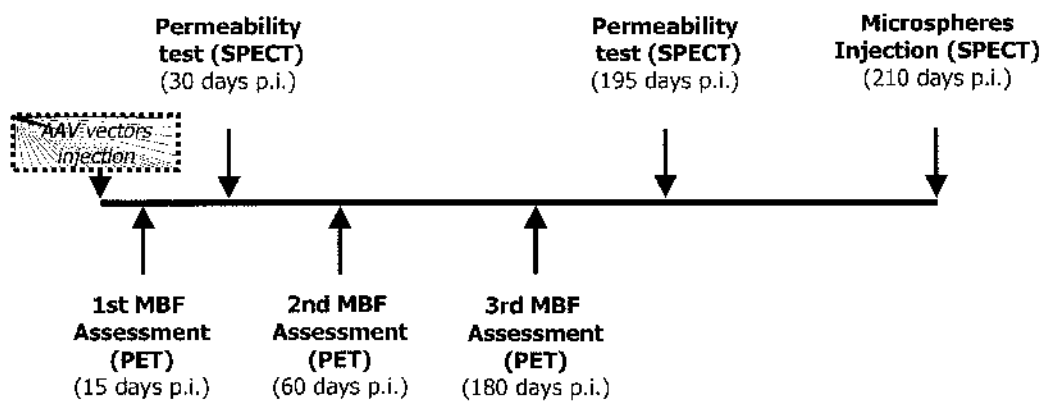 Permeability
test (SPECT)
(30 days p.i.)
Permeability
test (SPECT)
(195 days p.i.)
Microspheres
Injection (SPECT)
(210 days p.i.)
AAV vectors
injection
1st MBF
Assessment
(PET)
(15 days p.i.)
2nd MBF
Assessment
(PET)
(60 days p.i.)
3rd MBF
Assessment
(PET)
(180 days p.i.)